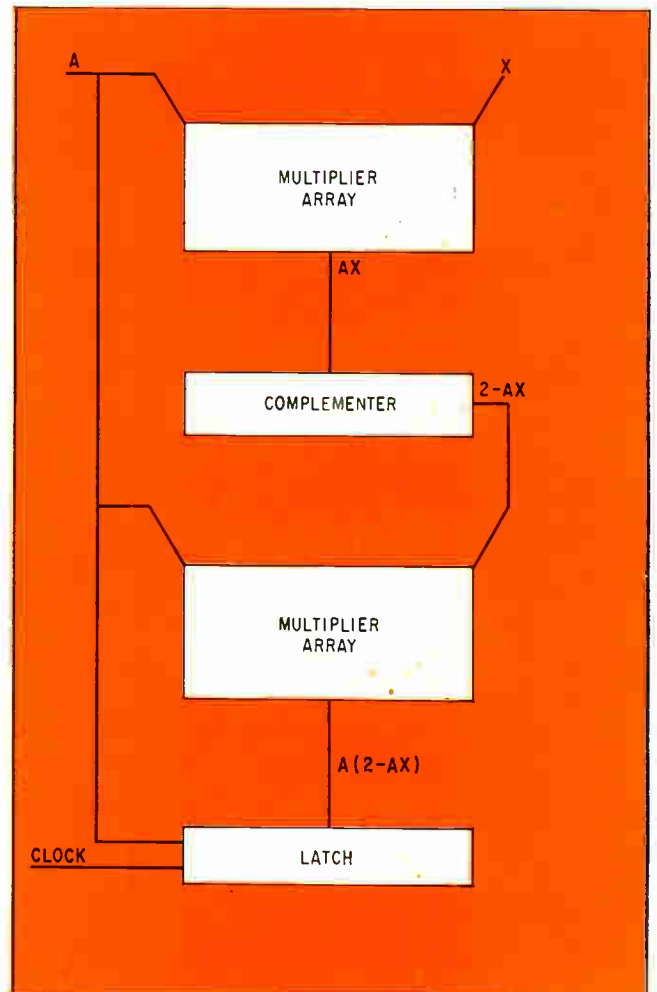 A
X
MULTIPLIER
ARRAY
AX
COMPLEMENTER
2-AX
MULTIPLIER
ARRAY
A(2-AX)
CLOCK
LATCH